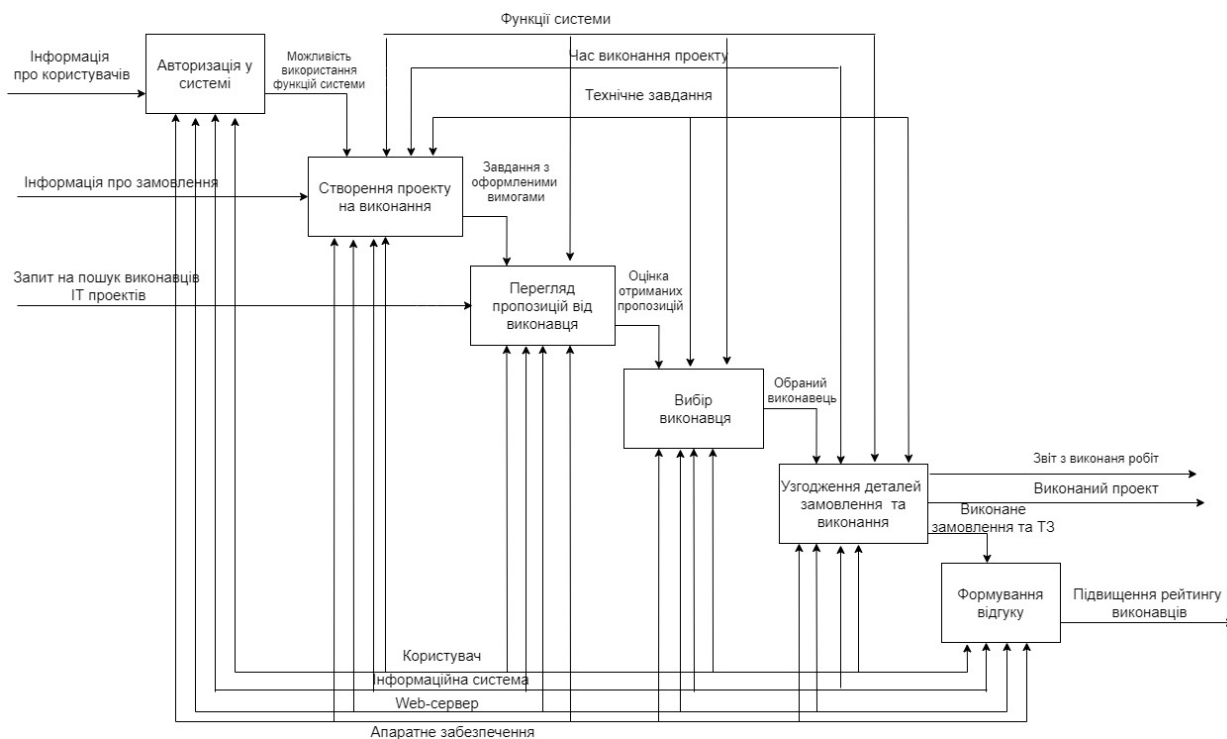 Функції системи
Інформація
про користувачів
Авторизація у
системі
Можливість
використання
функцій системи
Час виконання проекту
Технічне завдання
Інформація про замовлення
Створення проекту
на виконання
Завдання з
оформленими
вимогами
Запит на пошук виконавців
ІТ проектів
Перегляд
пропозицій від
виконавця
Оцінка
отриманих
пропозицій
Вибір
виконавця
Обраний
виконавець
Узгодження деталей
замовлення та
виконання
Звіт з виконаня робіт
Виконаний проект
Виконане
замовлення та ТЗ
Формування
відгуку
Підвищення рейтингу
виконавців
Користувач
Інформаційна система
Web-сервер
Апаратне забезпечення